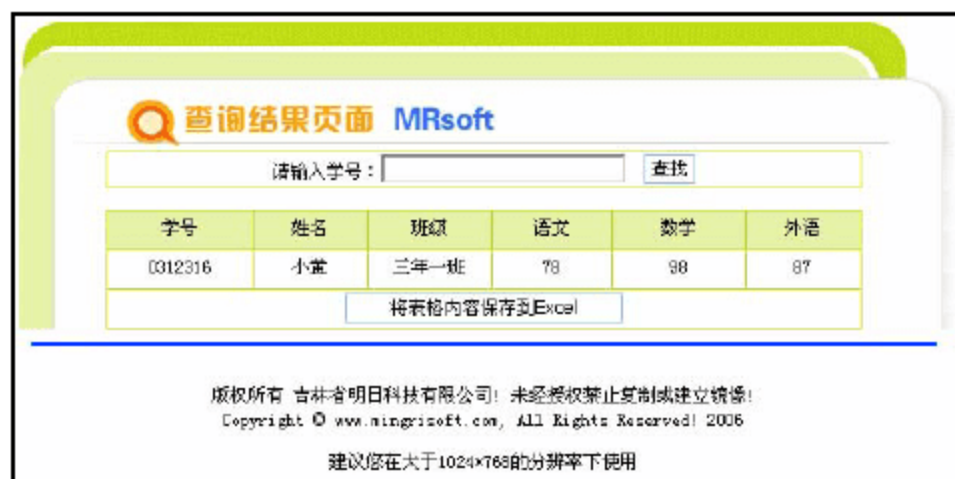 查询结果页面 MRsoft
请输入学号： 查找
学号 姓名 班级 语文 数学 外语
0312316 小董 三年一班 78 98 87
将表格内容保存到Excel
版权所有 吉林省明日科技有限公司! 未经授权禁止复制或建立镜像!
Copyright © www.mingrisoft.com, All Rights Reserved! 2006
建议您在大于1024×768的分辨率下使用